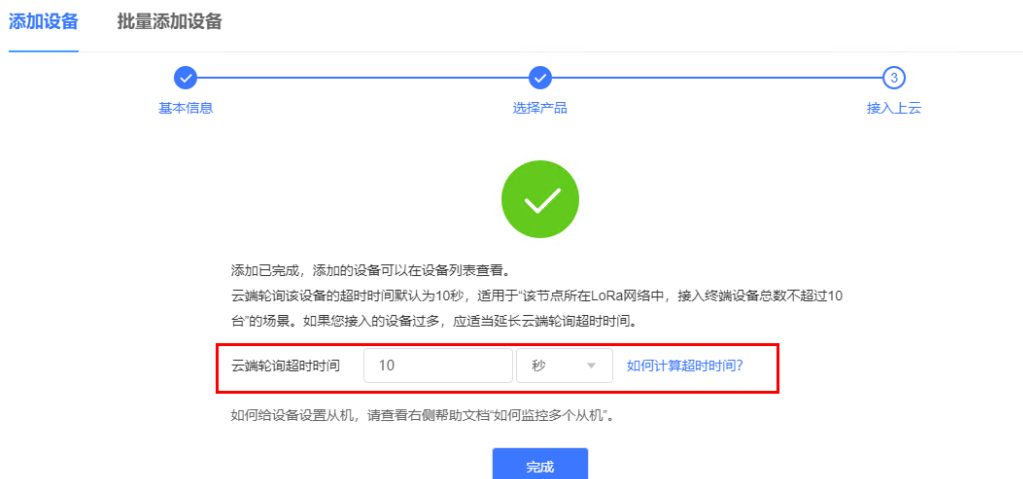 添加设备 批量添加设备
3
基本信息 选择产品 接入上云
添加已完成，添加的设备可以在设备列表查看。
云端轮询该设备的超时时间默认为10秒，适用于“该节点所在LoRa网络中，接入终端设备总数不超过10
台”的场景。如果您接入的设备过多，应适当延长云端轮询超时时间。
云端轮询超时时间 10 秒 如何计算超时时间？
如何给设备设置从机，请查看右侧帮助文档“如何监控多个从机”。
完成